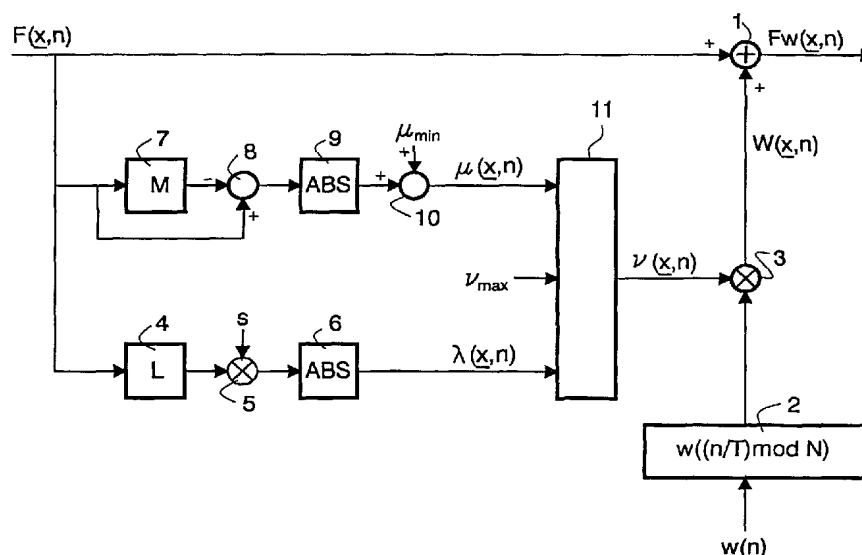 1
F(x,n)
+
Fw(x,n)
+
7
8
9
μmin
11
W(x,n)
M
-
+
ABS
+
+
μ(x,n)
10
ν(x,n)
3
νmax
4
s
6
L
5
ABS
λ(x,n)
2
w((n/T)mod N)
w(n)